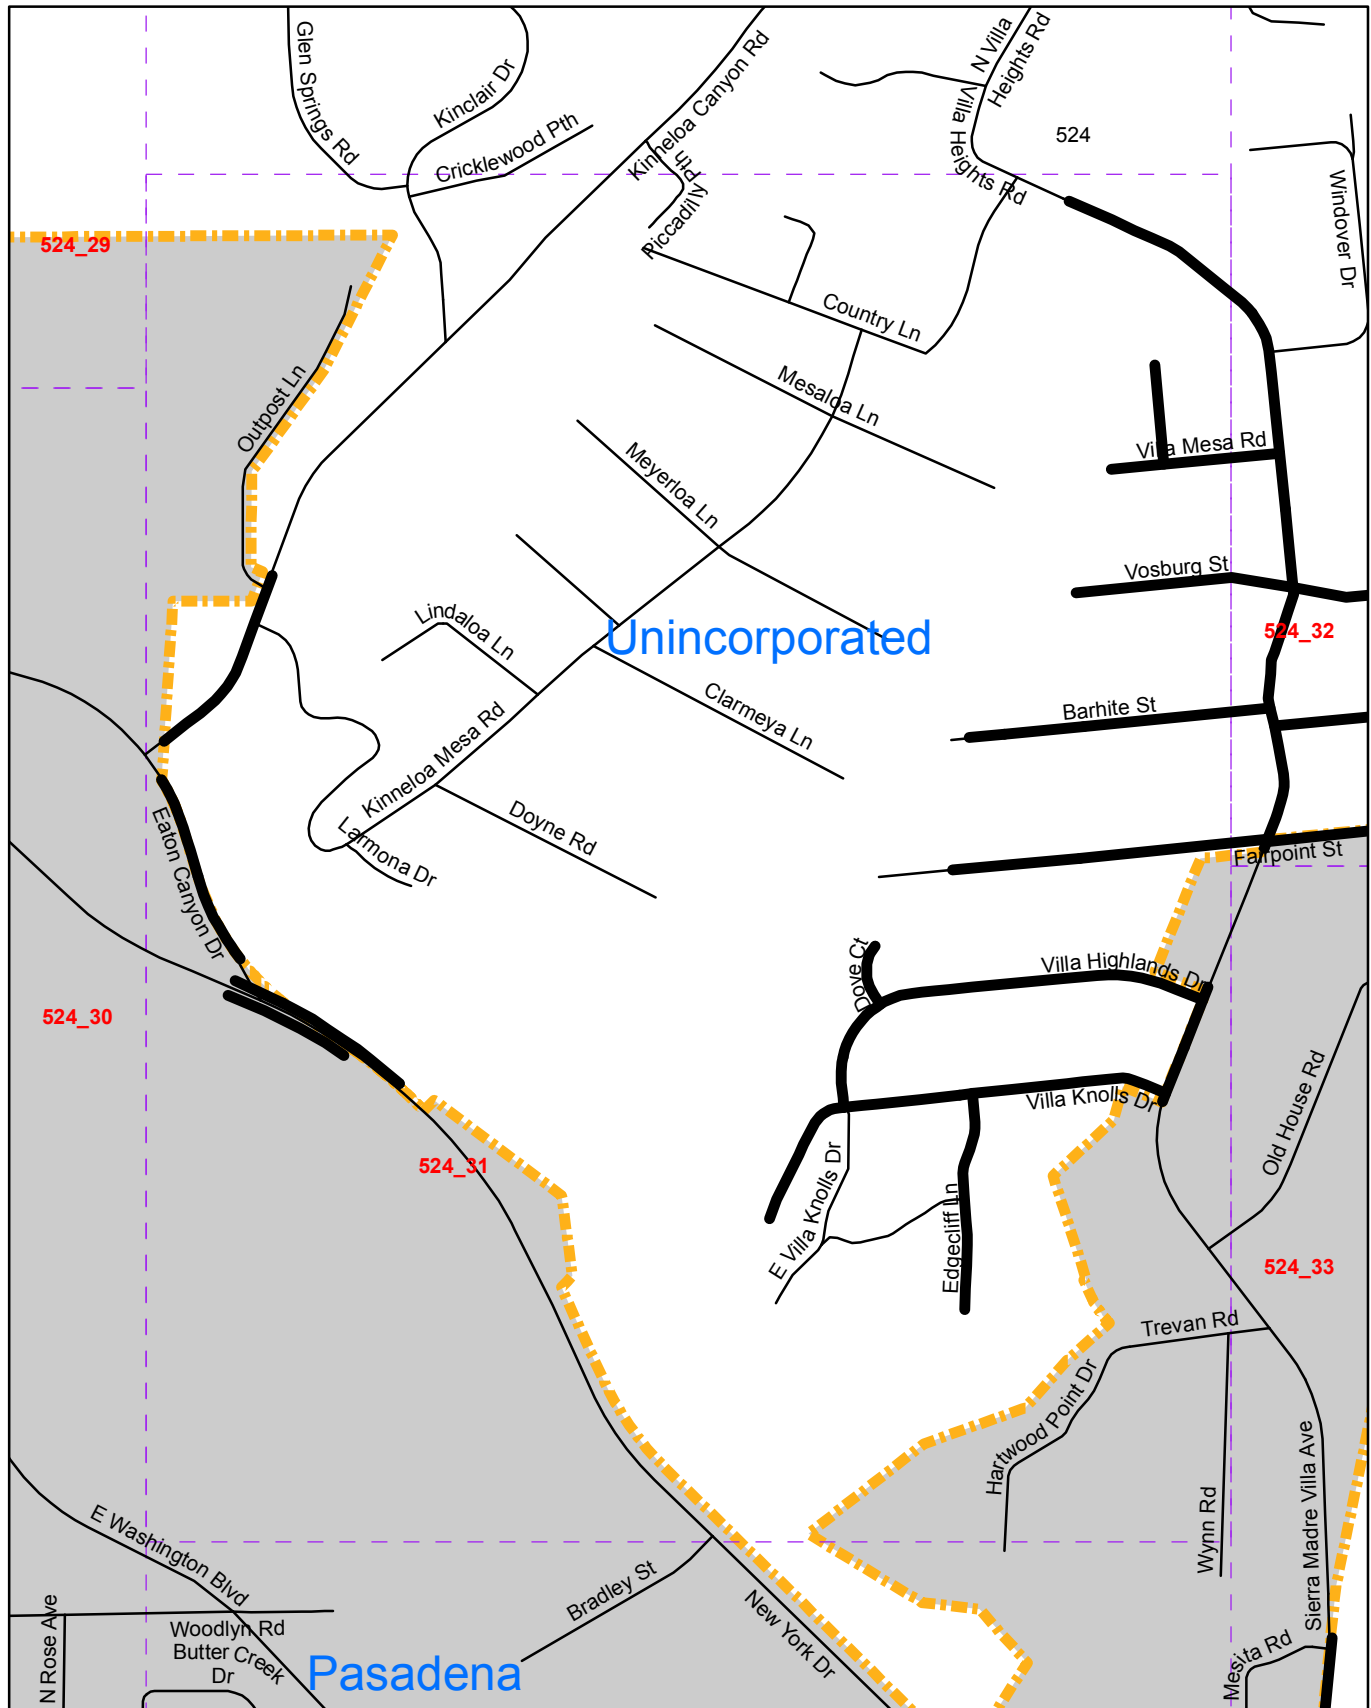 Glen Springs Rd
Kinclair Dr
Cricklewood Pth
Kinneloa Canyon Rd
N Villa
Heights Rd
Villa Heights Rd
524
Piccadilly
Pth
Windover Dr
524_29
Country Ln
Outpost Ln
Mesaloa Ln
Meyerloa Ln
Villa Mesa Rd
Vosburg St
Lindaloa Ln
Unincorporated
524_32
Clarmeya Ln
Barhite St
Kinneloa Mesa Rd
Eaton Canyon Dr
Larmona Dr
Doyne Rd
Fairpoint St
Dove Ct
Villa Highlands Dr
524_30
Villa Knolls Dr
Old House Rd
524_31
E Villa Knolls Dr
Edgecliff Ln
524_33
Trevan Rd
Hartwood Point Dr
Wynn Rd
Sierra Madre Villa Ave
E Washington Blvd
Bradley St
New York Dr
N Rose Ave
Woodlyn Rd
Butter Creek
Dr
Pasadena
Mesita Rd